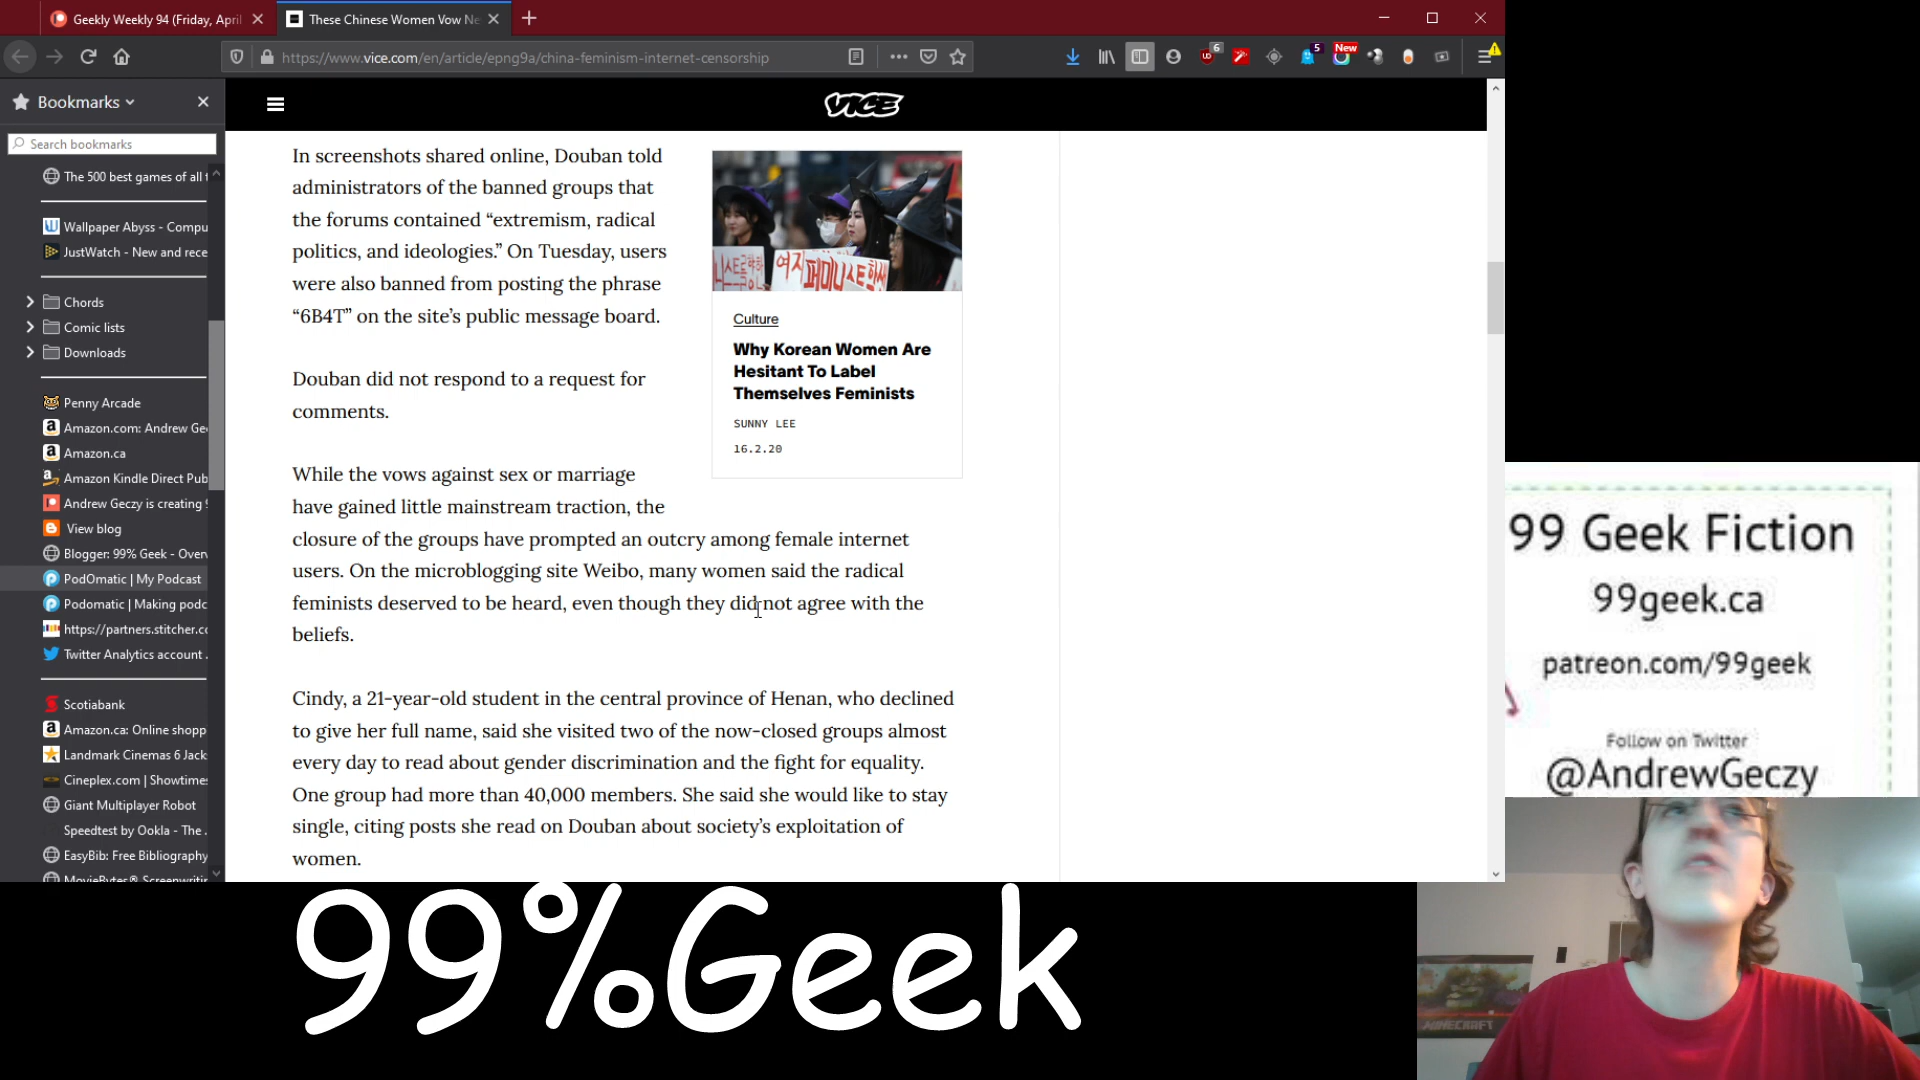 Geekly Weekly 94 (Friday, April
These Chinese Women Vow Ne
https://www.vice.com/en/article/epng9a/china-feminism-internet-censorship
6
5
New
Bookmarks
Search bookmarks
The 500 best games of all t
Wallpaper Abyss - Compu
JustWatch - New and rece
Chords
Comic lists
Downloads
Penny Arcade
Amazon.com: Andrew Ge
Amazon.ca
Amazon Kindle Direct Pub
Andrew Geczy is creating 9
View blog
Blogger: 99% Geek - Overv
PodOmatic | My Podcast
Podomatic | Making podc
https://partners.stitcher.co
Twitter Analytics account
Scotiabank
Amazon.ca: Online shopp
Landmark Cinemas 6 Jack
Cineplex.com | Showtimes
Giant Multiplayer Robot
Speedtest by Ookla - The
EasyBib: Free Bibliography
MovieBytes® Screenwriti
VICE
In screenshots shared online, Douban told
administrators of the banned groups that
the forums contained “extremism, radical
politics, and ideologies.” On Tuesday, users
were also banned from posting the phrase
“6B4T” on the site’s public message board.
Douban did not respond to a request for
comments.
While the vows against sex or marriage
have gained little mainstream traction, the
closure of the groups have prompted an outcry among female internet
users. On the microblogging site Weibo, many women said the radical
feminists deserved to be heard, even though they did not agree with the
beliefs.
Cindy, a 21-year-old student in the central province of Henan, who declined
to give her full name, said she visited two of the now-closed groups almost
every day to read about gender discrimination and the fight for equality.
One group had more than 40,000 members. She said she would like to stay
single, citing posts she read on Douban about society’s exploitation of
women.
Culture
Why Korean Women Are
Hesitant To Label
Themselves Feminists
SUNNY LEE
16.2.20
99 Geek Fiction
99geek.ca
patreon.com/99geek
Follow on Twitter
@AndrewGeczy
99%Geek
MINECRAFT